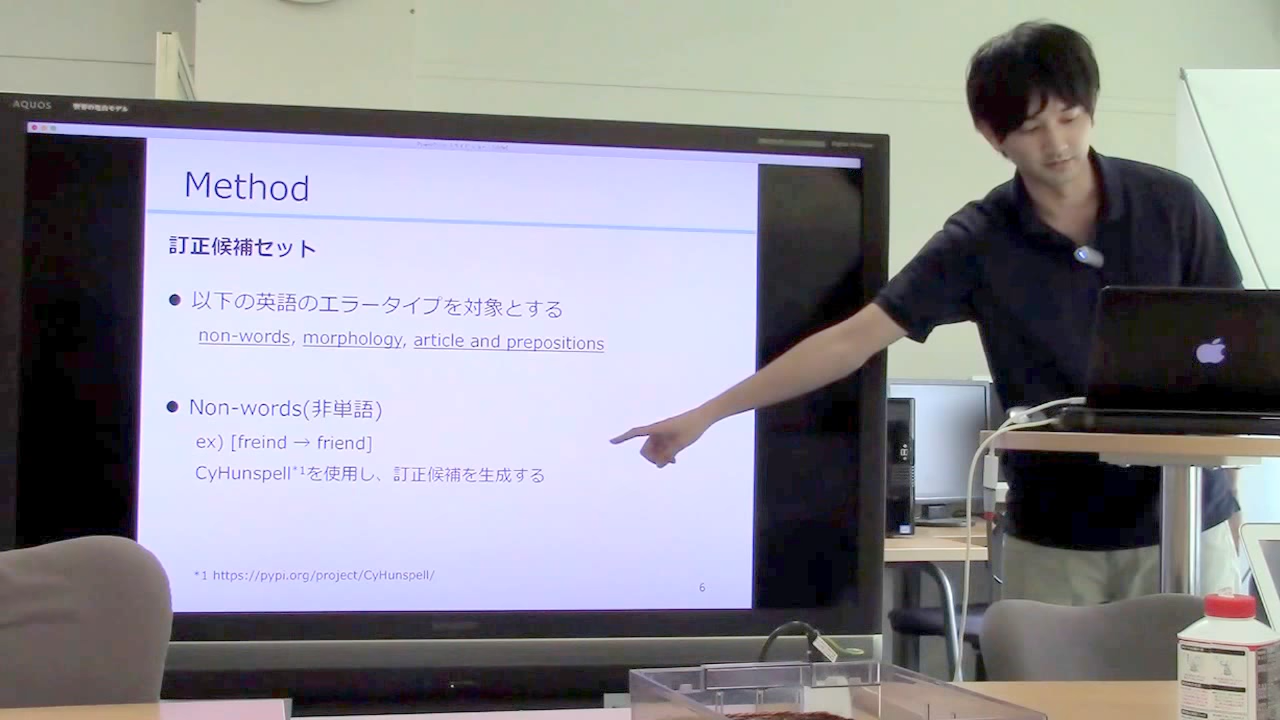 AQUOS
Method
訂正候補セット
● 以下の英語のエラータイプを対象とする
non-words, morphology, article and prepositions
● Non-words(非単語)
ex) [freind → friend]
CyHunspell*1を使用し、訂正候補を生成する
*1 https://pypi.org/project/CyHunspell/
6